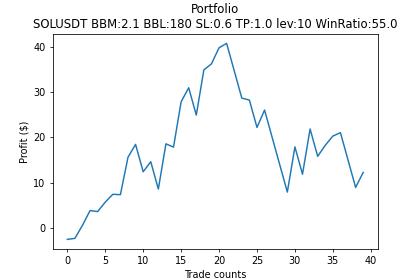 Portfolio
SOLUSDT BBM:2.1 BBL:180 SL:0.6 TP:1.0 lev:10 WinRatio:55.0
Profit ($)
40
30
20
10
0
0 5 10 15 20 25 30 35 40
Trade counts